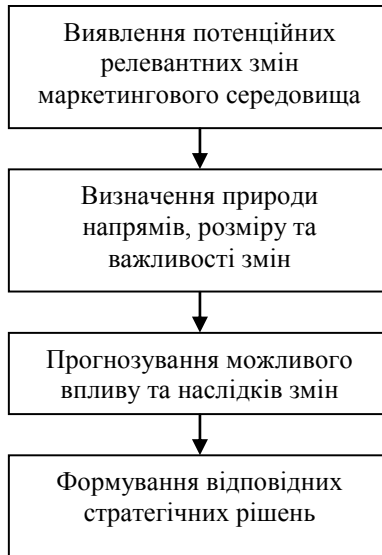 Виявлення потенційних
релевантних змін
маркетингового середовища
Визначення природи
напрямів, розміру та
важливості змін
Прогнозування можливого
впливу та наслідків змін
Формування відповідних
стратегічних рішень